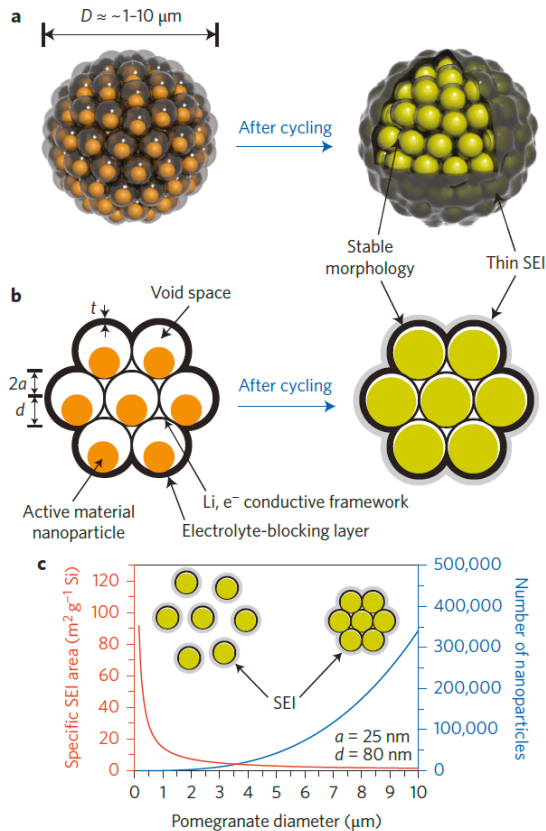 a
D ≈ ~1–10 μm
After cycling
Stable
morphology
Thin SEI
b
t
Void space
2a
d
After cycling
Li, e⁻ conductive framework
Active material
nanoparticle
Electrolyte-blocking layer
c
Specific SEI area (m² g⁻¹ Si)
120
100
80
60
40
20
0
500,000
400,000
300,000
200,000
100,000
0
Number of nanoparticles
SEI
a = 25 nm
d = 80 nm
0 1 2 3 4 5 6 7 8 9 10
Pomegranate diameter (μm)